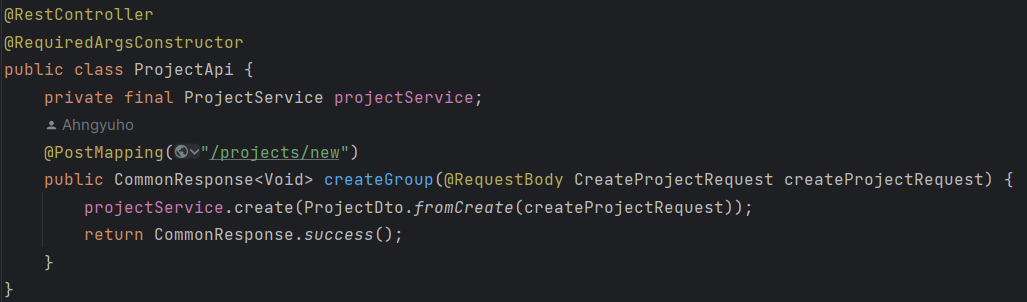 @RestController
@RequiredArgsConstructor
public class ProjectApi {
    private final ProjectService projectService;
    Ahngyuho
    @PostMapping("/projects/new")
    public CommonResponse<Void> createGroup(@RequestBody CreateProjectRequest createProjectRequest) {
        projectService.create(ProjectDto.fromCreate(createProjectRequest));
        return CommonResponse.success();
    }
}